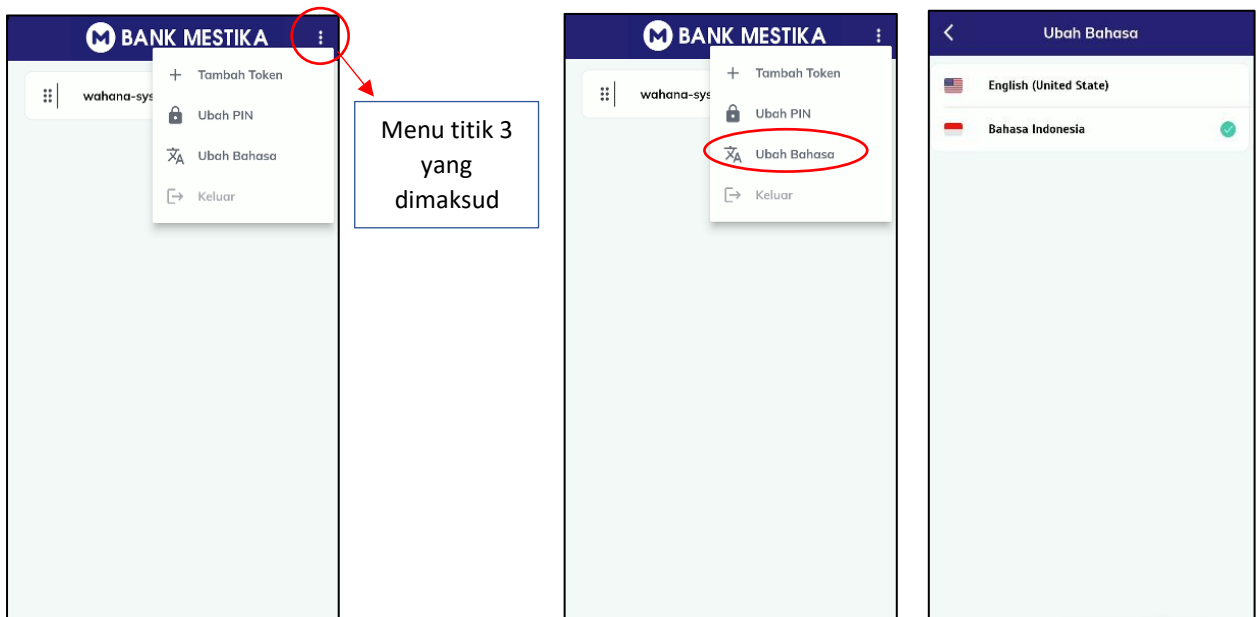 BANK MESTIKA
Tambah Token
wahana-sys
Ubah PIN
Ubah Bahasa
Keluar
Menu titik 3
yang
dimaksud
BANK MESTIKA
Tambah Token
wahana-sys
Ubah PIN
Ubah Bahasa
Keluar
Ubah Bahasa
English (United State)
Bahasa Indonesia